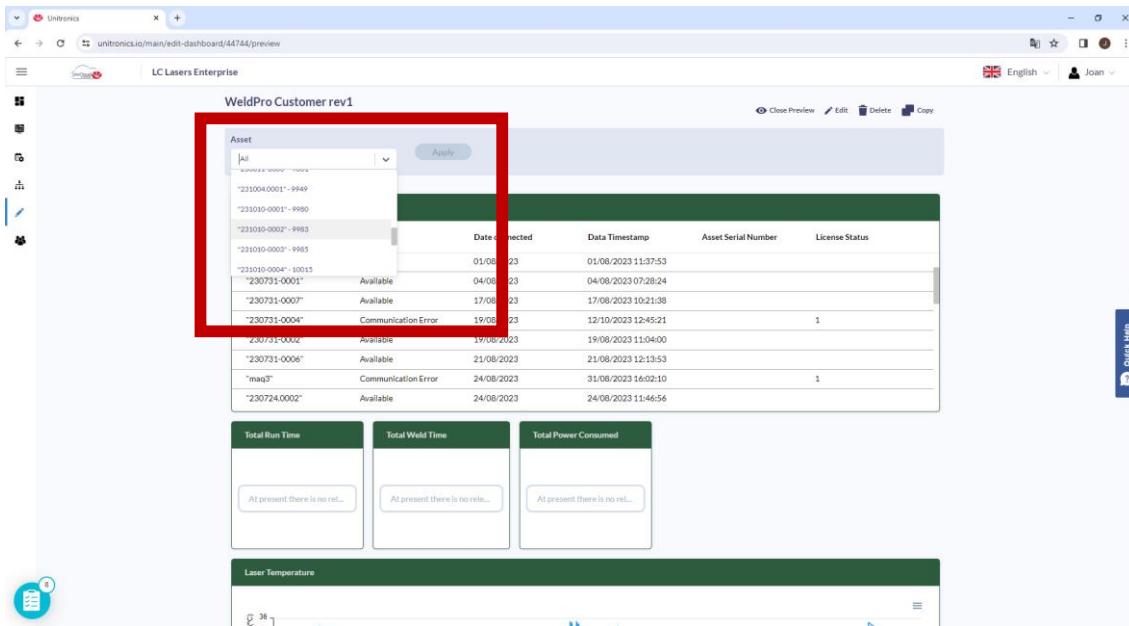 Unitronics
unitronics.io/main/edit-dashboard/44744/preview
LC Lasers Enterprise
English
Joan
WeldPro Customer rev1
Close Preview Edit Delete Copy
Asset
All
Apply
"231004.0001" - 9949
"231010-0001" - 9980
"231010-0002" - 9983
"231010-0003" - 9985
"231010-0004" - 10015
Data Timestamp Asset Serial Number License Status
01/08 23 01/08/2023 11:37:53
"230731-0001" Available 04/08 23 04/08/2023 07:28:24
"230731-0007" Available 17/08 23 17/08/2023 10:21:38
"230731-0004" Communication Error 19/08 23 12/10/2023 12:45:21 1
"230731-0002" Available 19/08/2023 19/08/2023 11:04:00
"230731-0006" Available 21/08/2023 21/08/2023 12:13:53
"maq3" Communication Error 24/08/2023 31/08/2023 16:02:10 1
"230724.0002" Available 24/08/2023 24/08/2023 11:46:56
Quick Help
Total Run Time Total Weld Time Total Power Consumed
At present there is no rel... At present there is no rele... At present there is no rel...
Laser Temperature
8
36